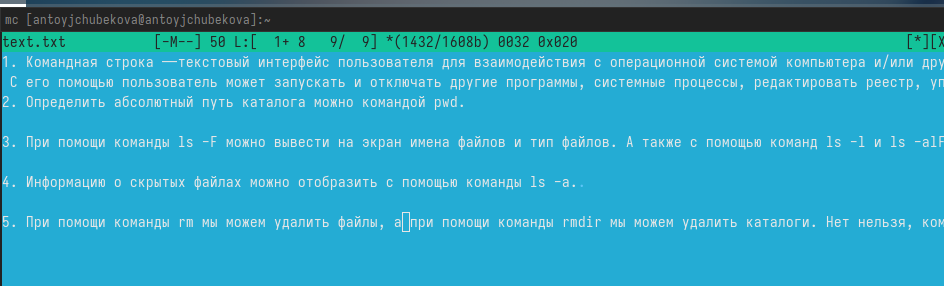 mc [antoyjchubekova@antoyjchubekova]:~
text.txt [-M--] 50 L:[ 1+ 8 9/ 9] *(1432/1608b) 0032 0x020 [*][X
1. Командная строка —текстовый интерфейс пользователя для взаимодействия с операционной системой компьютера и/или дру
С его помощью пользователь может запускать и отключать другие программы, системные процессы, редактировать реестр, уп
2. Определить абсолютный путь каталога можно командой pwd.
3. При помощи команды ls -F можно вывести на экран имена файлов и тип файлов. А также с помощью команд ls -l и ls -alF
4. Информацию о скрытых файлах можно отобразить с помощью команды ls -a..
5. При помощи команды rm мы можем удалить файлы, а при помощи команды rmdir мы можем удалить каталоги. Нет нельзя, ком